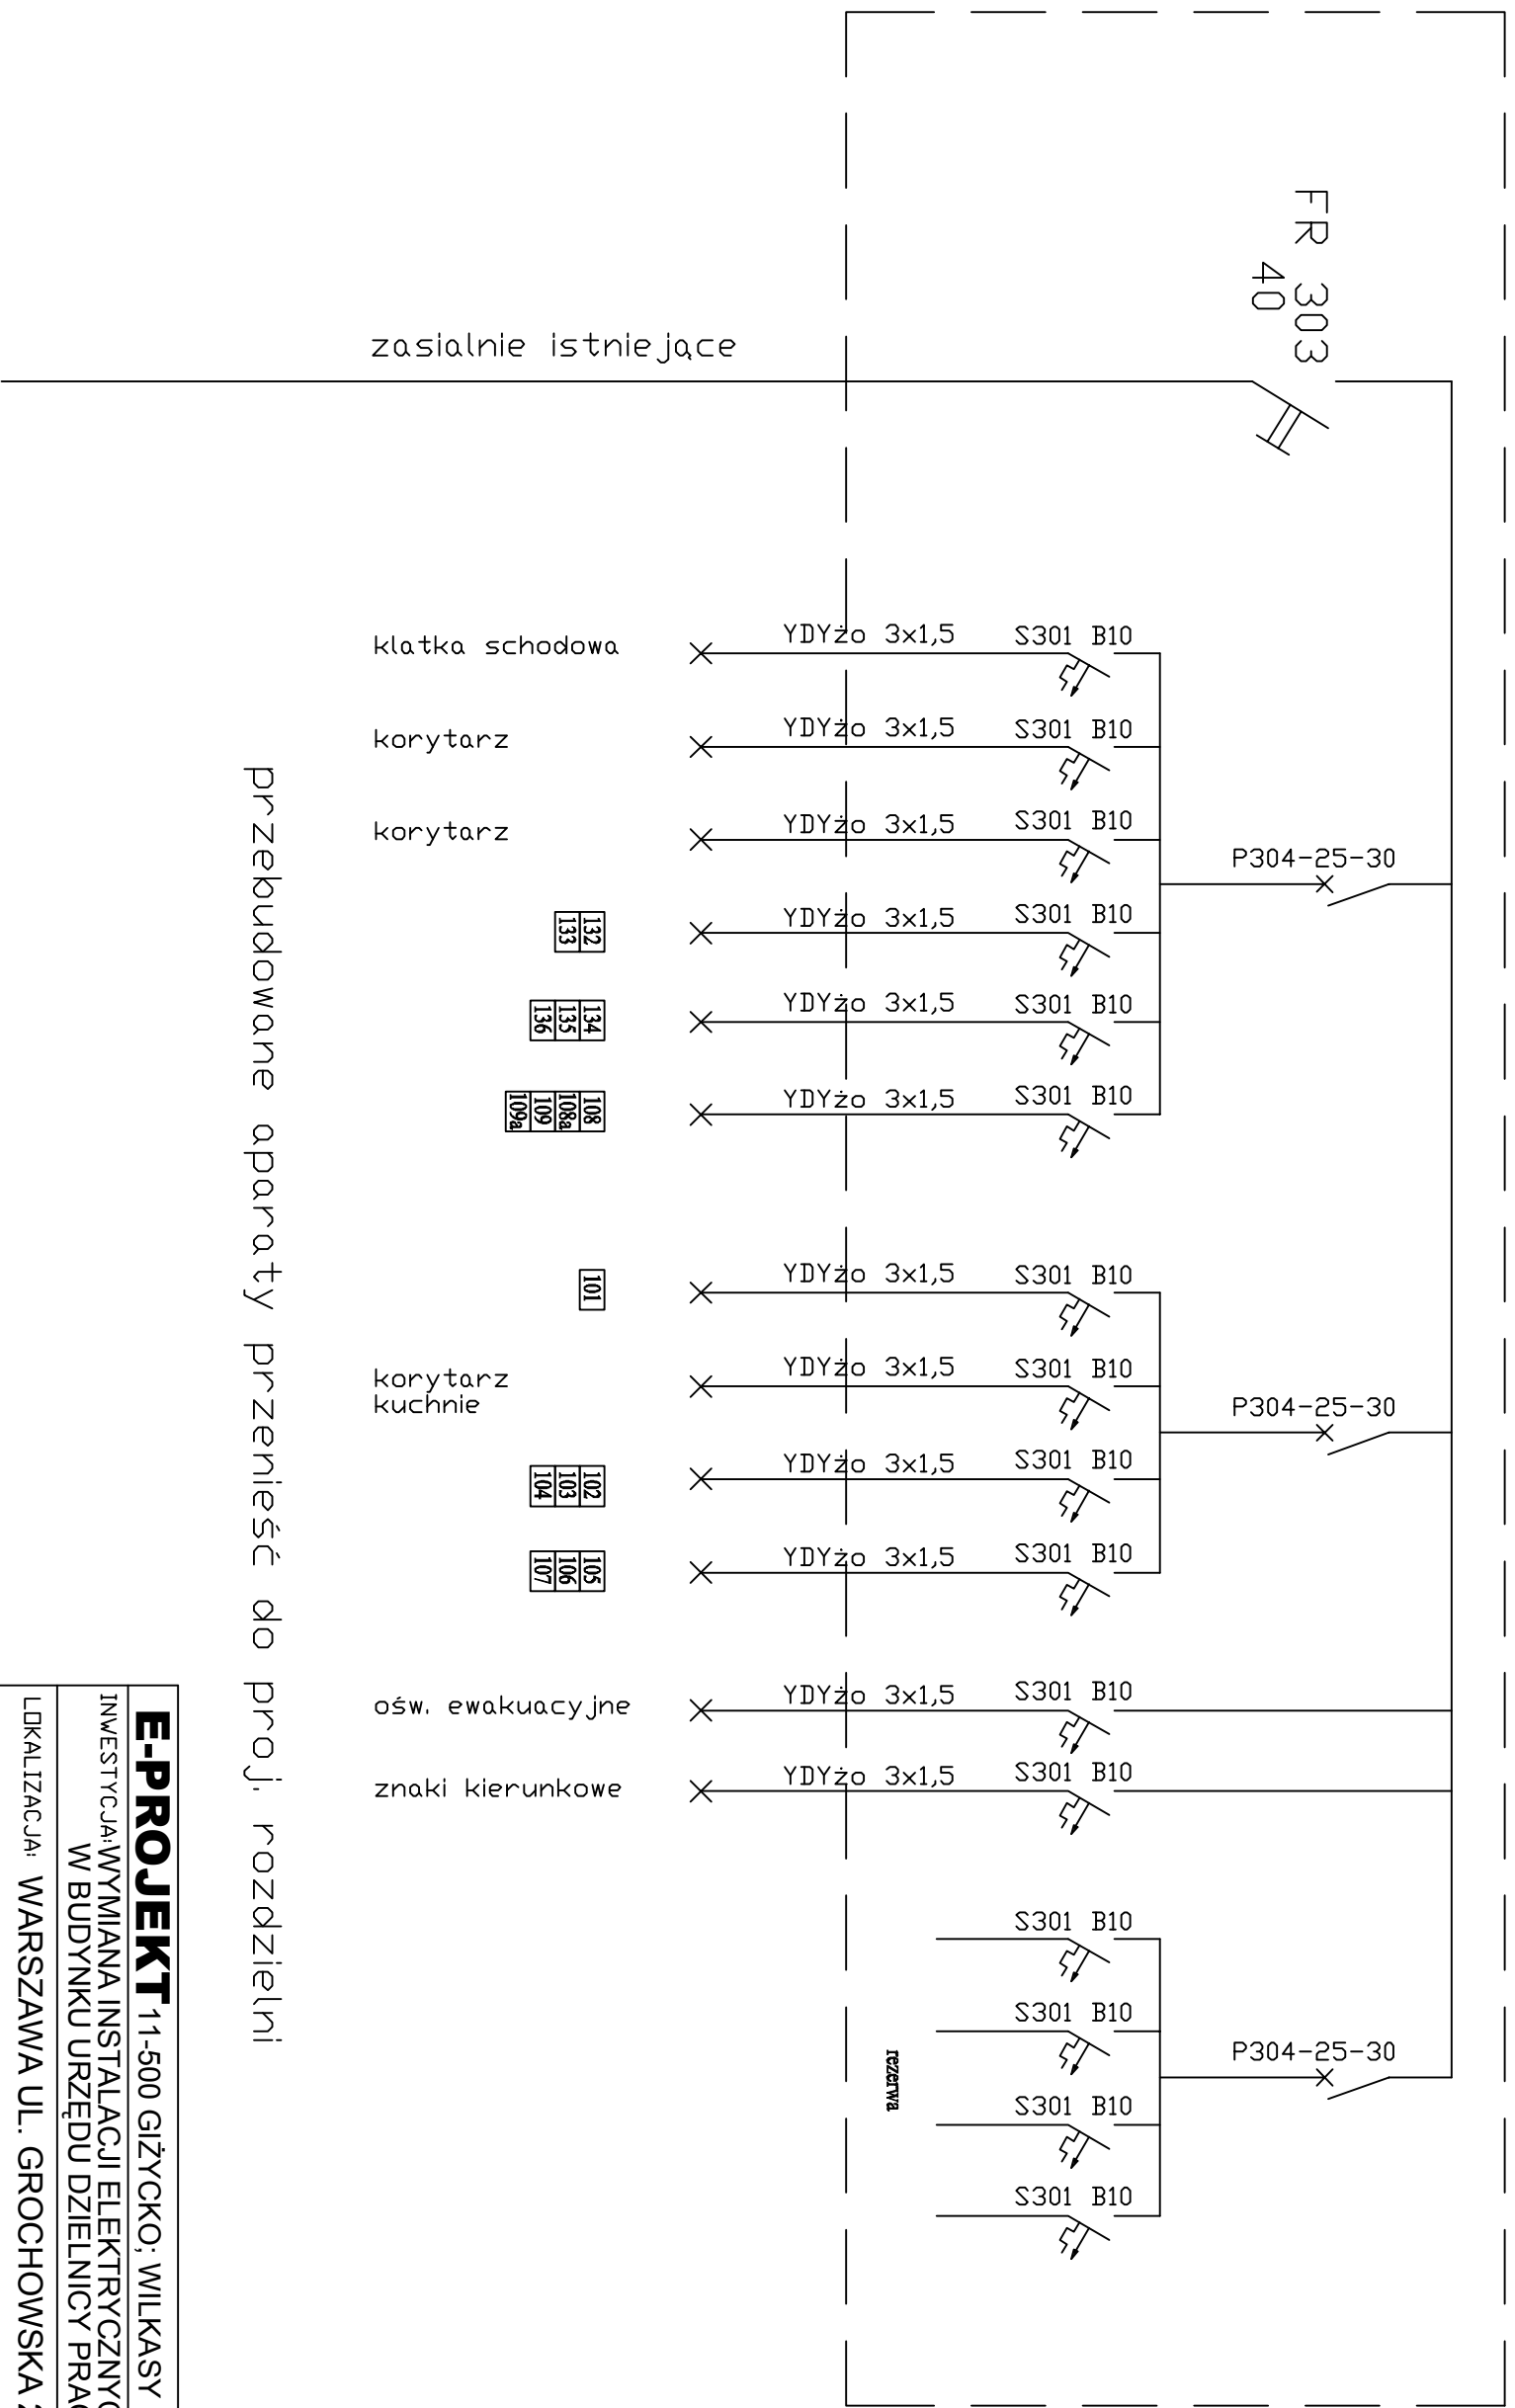 FR 303
40
zasialnie istniejące
klatka schodowa
YDYżo 3x1,5
S301 B10
korytarz
YDYżo 3x1,5
S301 B10
korytarz
YDYżo 3x1,5
S301 B10
P304-25-30
132
133
YDYżo 3x1,5
S301 B10
134
135
136
YDYżo 3x1,5
S301 B10
108
108a
109
109a
YDYżo 3x1,5
S301 B10
101
YDYżo 3x1,5
S301 B10
korytarz
kuchnie
YDYżo 3x1,5
S301 B10
P304-25-30
102
103
104
YDYżo 3x1,5
S301 B10
105
106
107
YDYżo 3x1,5
S301 B10
ośw. ewakuacyjne
YDYżo 3x1,5
S301 B10
znaki kierunkowe
YDYżo 3x1,5
S301 B10
S301 B10
S301 B10
rezerwa
P304-25-30
S301 B10
S301 B10
przebudowane aparaty przenieść do proj. rozdzielni
E-PROJEKT 11-500 GIŻYCKO; WILKASY
INWESTYCJA: WYMIANA INSTALACJI ELEKTRYCZNYC
W BUDYNKU URZĘDU DZIELNICY PRAG
LOKALIZACJA: WARSZAWA UL. GROCHOWSKA